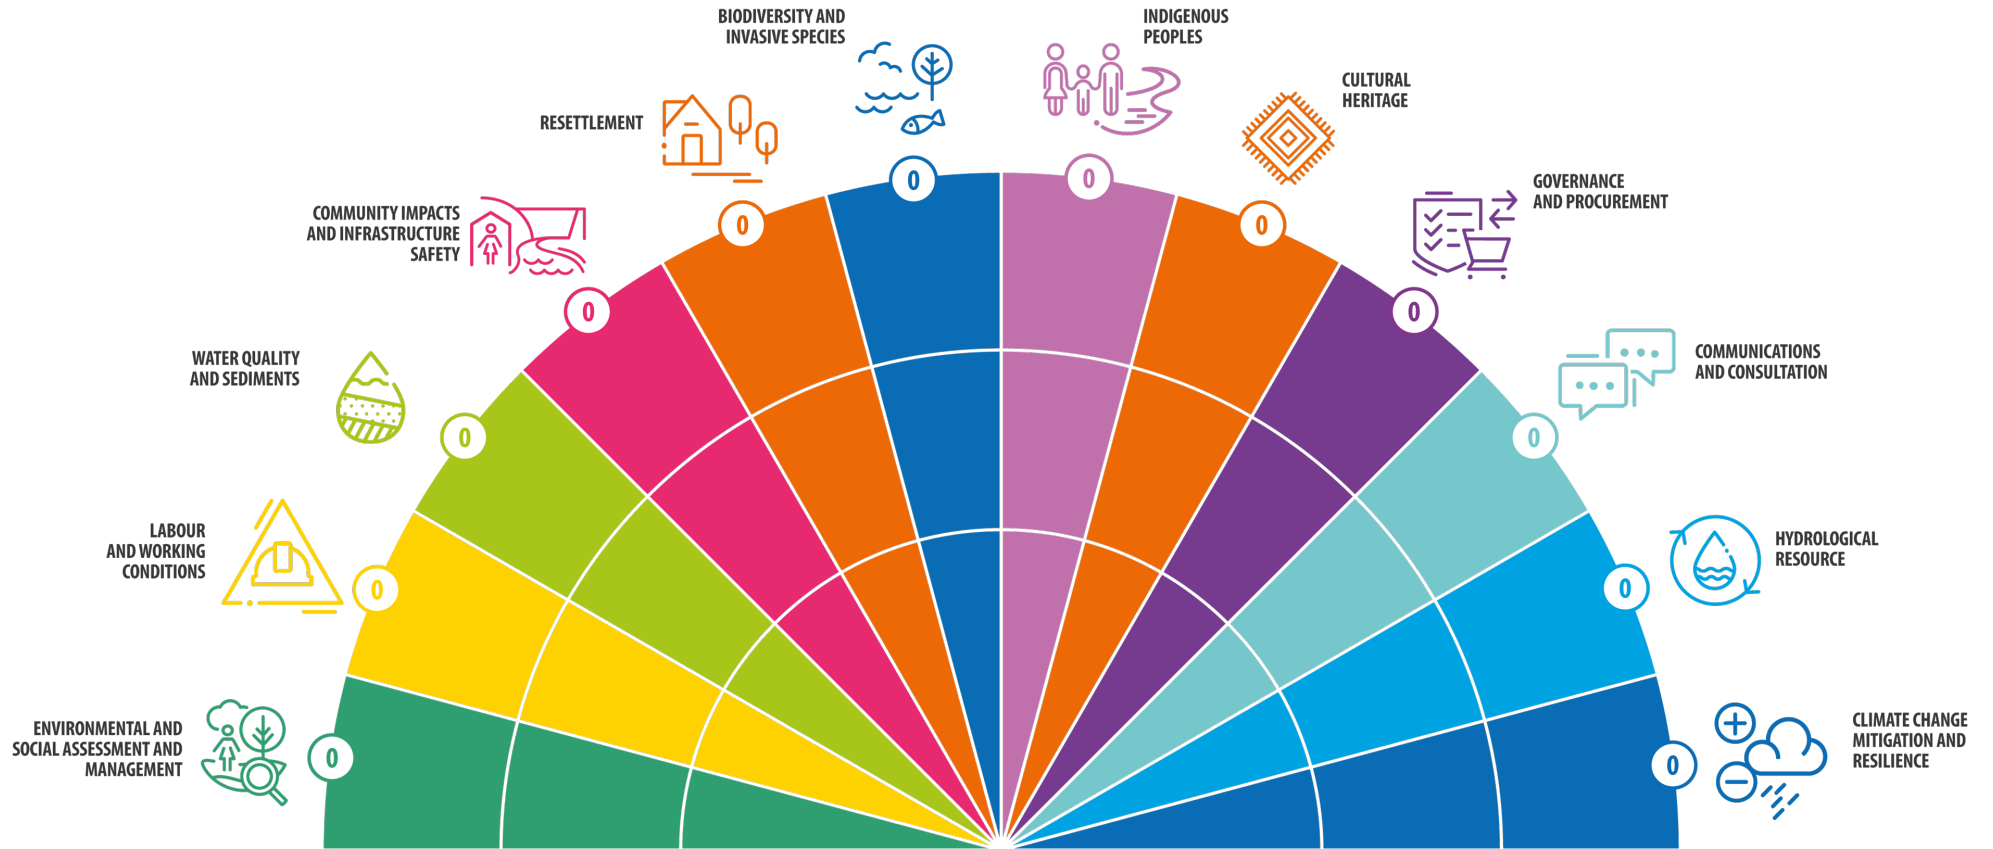 ENVIRONMENTAL AND
SOCIAL ASSESSMENT AND
MANAGEMENT
0
LABOUR
AND WORKING
CONDITIONS
0
WATER QUALITY
AND SEDIMENTS
0
COMMUNITY IMPACTS
AND INFRASTRUCTURE
SAFETY
0
RESETTLEMENT
0
BIODIVERSITY AND
INVASIVE SPECIES
0
INDIGENOUS
PEOPLES
0
CULTURAL
HERITAGE
0
GOVERNANCE
AND PROCUREMENT
0
COMMUNICATIONS
AND CONSULTATION
0
HYDROLOGICAL
RESOURCE
0
CLIMATE CHANGE
MITIGATION AND
RESILIENCE
0